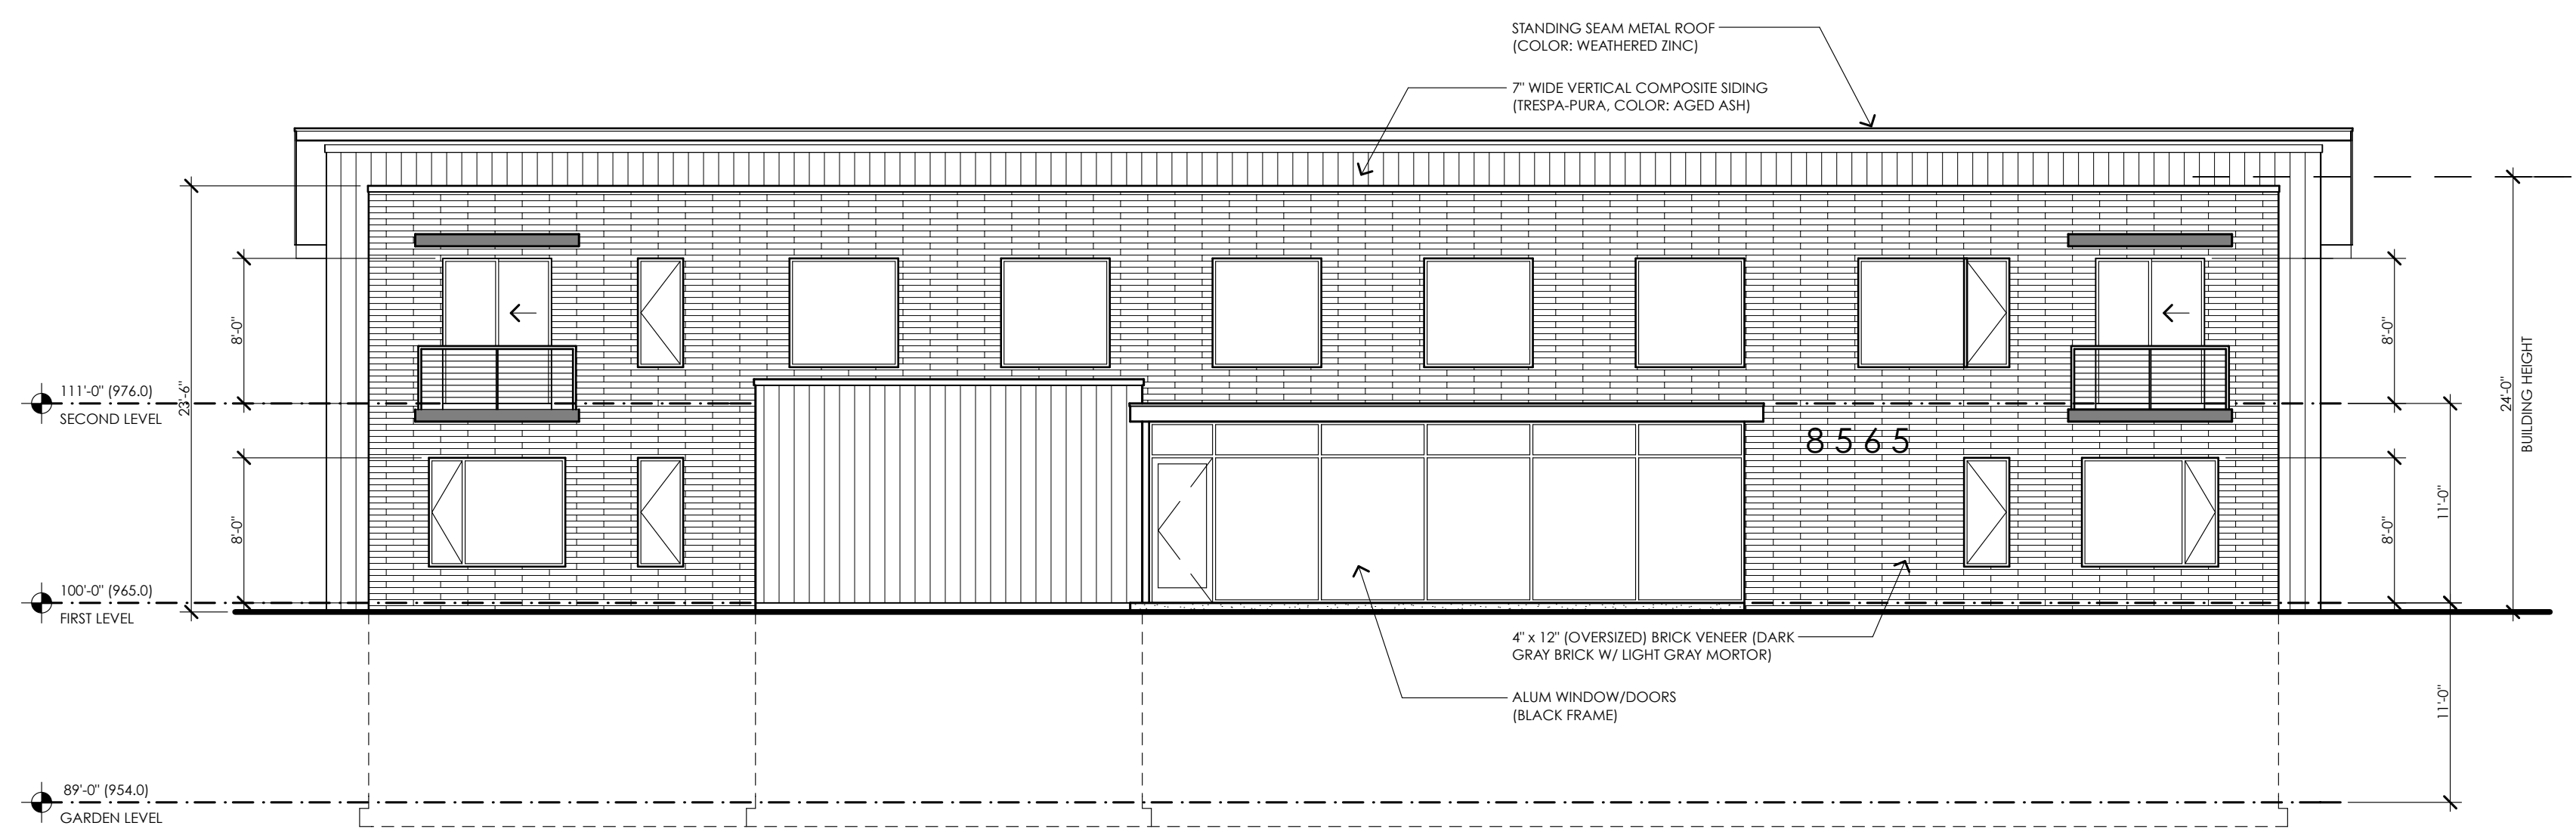 STANDING SEAM METAL ROOF
(COLOR: WEATHERED ZINC)
7" WIDE VERTICAL COMPOSITE SIDING
(TRESPA-PURA, COLOR: AGED ASH)
8'-0"
23'-6"
8'-0"
111'-0" (976.0)
SECOND LEVEL
100'-0" (965.0)
FIRST LEVEL
89'-0" (954.0)
GARDEN LEVEL
8565
8'-0"
8'-0"
11'-0"
11'-0"
24'-0"
BUILDING HEIGHT
4" x 12" (OVERSIZED) BRICK VENEER (DARK
GRAY BRICK W/ LIGHT GRAY MORTOR)
ALUM WINDOW/DOORS
(BLACK FRAME)